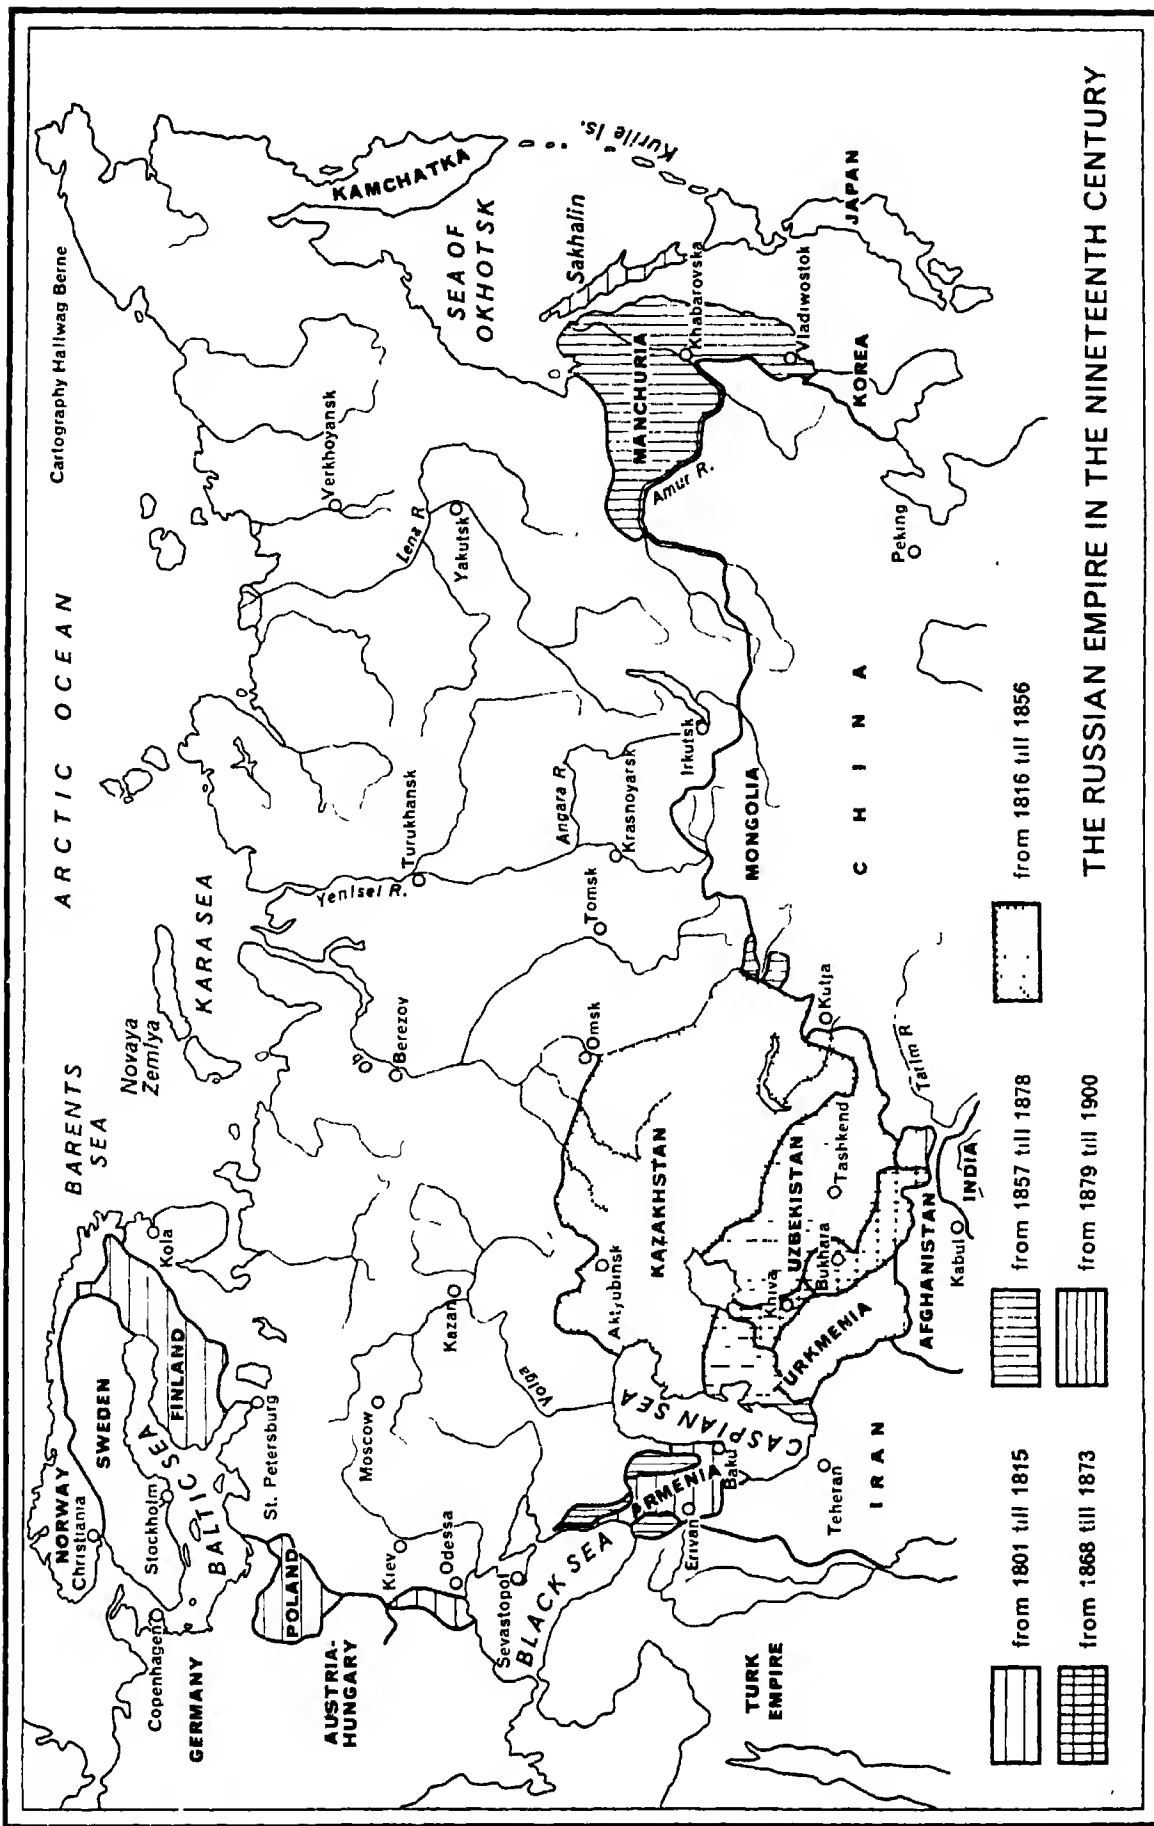 Cartography Hallwag Berne
ARCTIC OCEAN
BARENTS
SEA
Novaya
Zemlya
KARA SEA
Kola
NORWAY
Christiania
SWEDEN
Stockholm
FINLAND
BALTIC SEA
Copenhagen
GERMANY
St. Petersburg
POLAND
AUSTRIA-
HUNGARY
Moscow
Kiev
Odessa
Sevastopol
BLACK SEA
Kazan
Volga
Ob
Berezov
Yenisei R.
Turukhansk
Lena R
Yakutsk
Verkhoyansk
KAMCHATKA
SEA OF
OKHOTSK
Sakhalin
Kurile Is.
Omsk
Tomsk
Angara R
Krasnoyarsk
Irkutsk
Aktyubinsk
KAZAKHSTAN
MANCHURIA
Amur R.
Khabarovska
Vladiwostok
JAPAN
KOREA
Peking
MONGOLIA
CHINA
ARMENIA
Erivan
Baku
CASPIAN SEA
TURK
EMPIRE
Teheran
IRAN
TURKMENIA
Khiva
UZBEKISTAN
Bukhara
Tashkend
Kulja
Tarim R
AFGHANISTAN
Kabul
INDIA
from 1801 till 1815
from 1857 till 1878
from 1816 till 1856
from 1868 till 1873
from 1879 till 1900
THE RUSSIAN EMPIRE IN THE NINETEENTH CENTURY